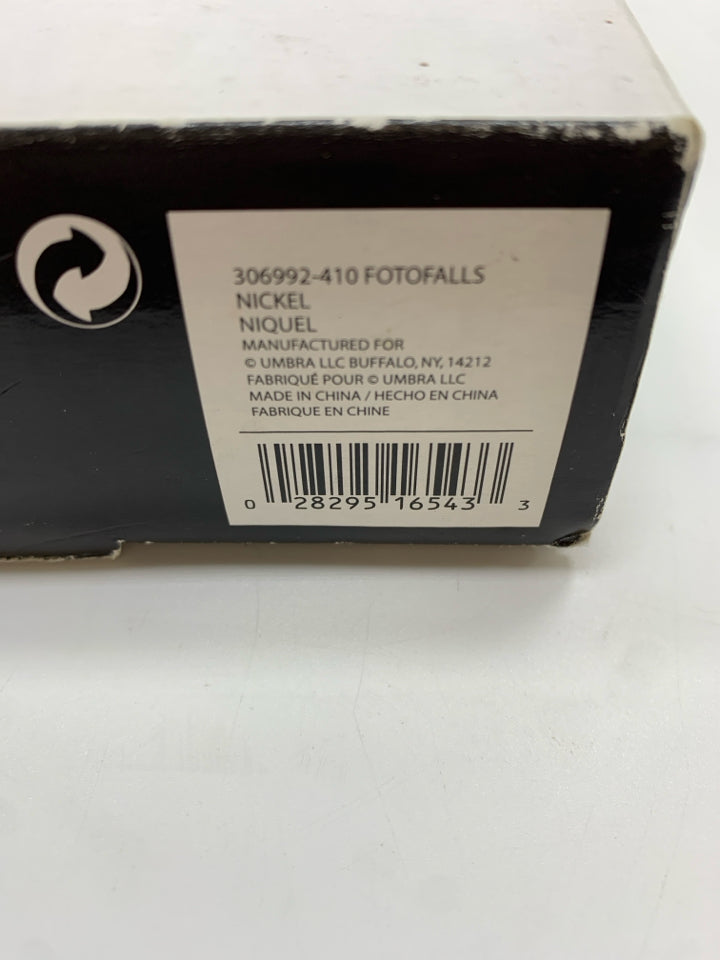 306992-410 FOTOFALLS
NICKEL
NIQUEL
MANUFACTURED FOR
© UMBRA LLC BUFFALO, NY, 14212
FABRIQUÉ POUR © UMBRA LLC
MADE IN CHINA / HECHO EN CHINA
FABRIQUE EN CHINE
0 28295 16543 3